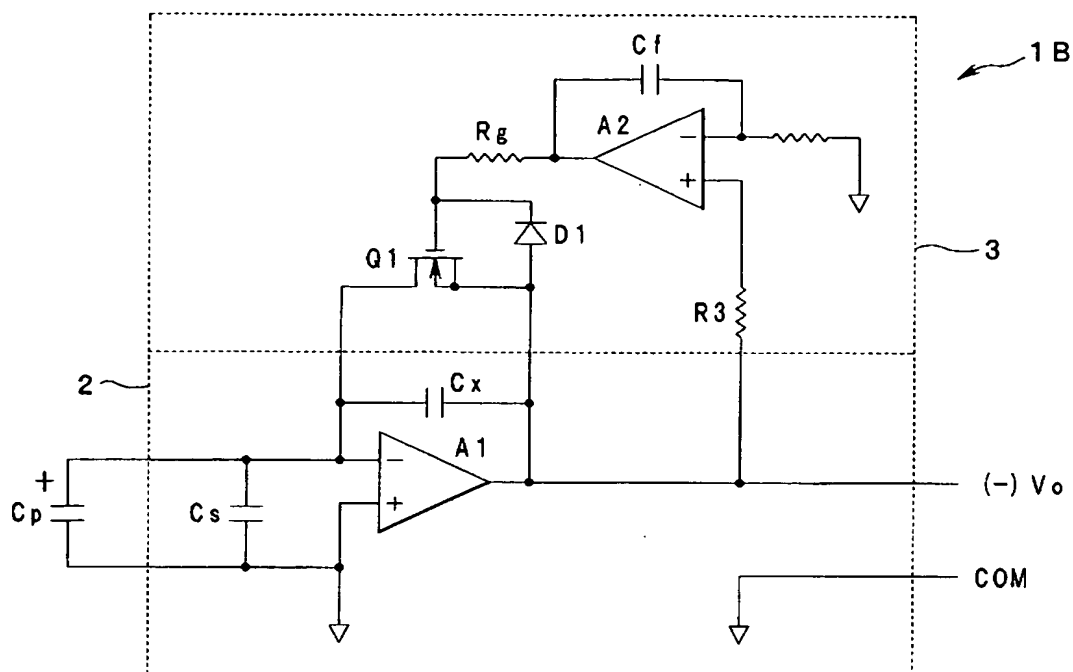 1B
Cf
A2
Rg
-
+
D1
Q1
3
R3
2
Cx
A1
+
-
(-) Vo
Cp
Cs
+
COM